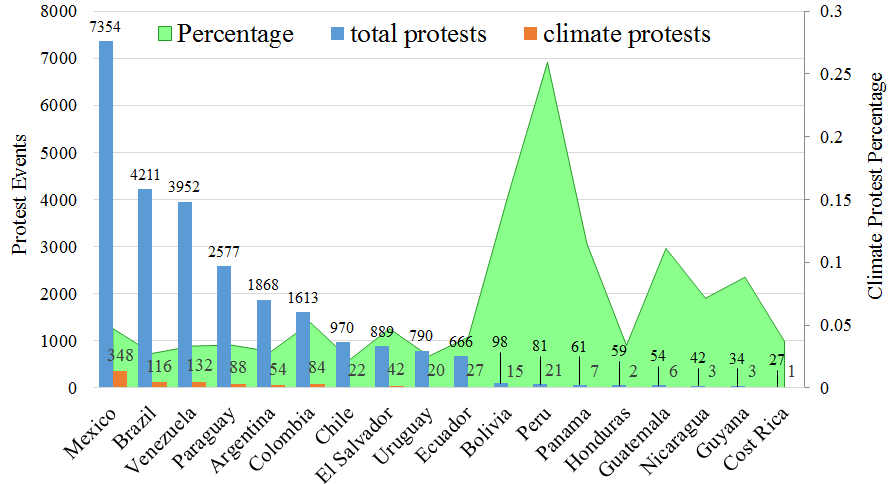 Percentage total protests climate protests
Protest Events
8000
7000
6000
5000
4000
3000
2000
1000
0
0.3
0.25
0.2
0.15
0.1
0.05
0
Climate Protest Percentage
7354
4211
3952
2577
1868
1613
970
889
790
666
98
81
61
59
54
42
34
27
348
116
132
88
54
84
22
42
20
27
15
21
7
2
6
3
3
1
Mexico
Brazil
Venezuela
Paraguay
Argentina
Colombia
Chile
El Salvador
Uruguay
Ecuador
Bolivia
Peru
Panama
Honduras
Guatemala
Nicaragua
Guyana
Costa Rica